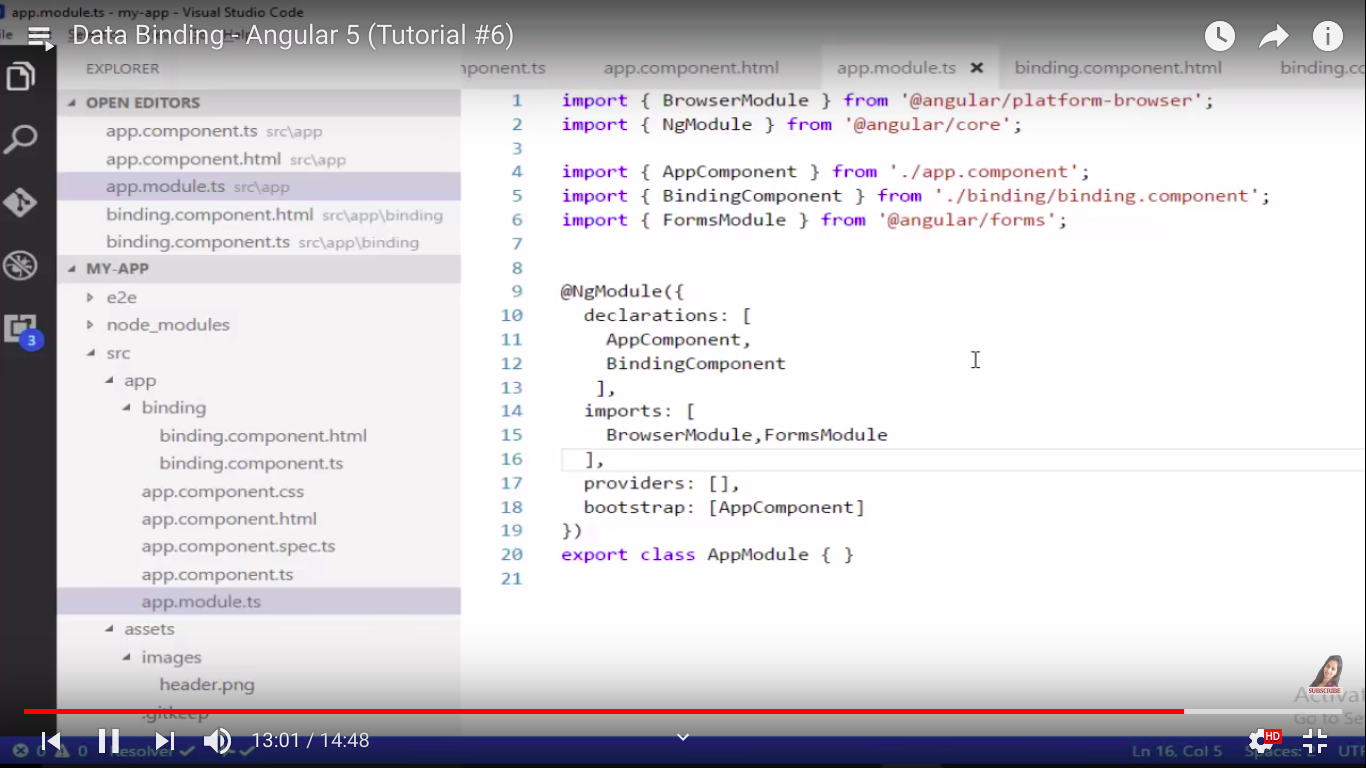 app.module.ts - my-app - Visual Studio Code
Data Binding - Angular 5 (Tutorial #6)
EXPLORER
nponent.ts app.component.html app.module.ts binding.component.html binding.co
OPEN EDITORS
app.component.ts src\app
app.component.html src\app
app.module.ts src\app
binding.component.html src\app\binding
binding.component.ts src\app\binding
MY-APP
e2e
node_modules
src
app
binding
binding.component.html
binding.component.ts
app.component.css
app.component.html
app.component.spec.ts
app.component.ts
app.module.ts
assets
images
header.png
.gitkeep
3
1 import { BrowserModule } from '@angular/platform-browser';
2 import { NgModule } from '@angular/core';
3
4 import { AppComponent } from './app.component';
5 import { BindingComponent } from './binding/binding.component';
6 import { FormsModule } from '@angular/forms';
7
8
9 @NgModule({
10 declarations: [
11 AppComponent,
12 BindingComponent
13 ],
14 imports: [
15 BrowserModule,FormsModule
16 ],
17 providers: [],
18 bootstrap: [AppComponent]
19 })
20 export class AppModule { }
21
SUBSCRIBE
Activat
Go to Se
13:01 / 14:48
HD
0 0 Resolver
Ln 16, Col 5 Spaces: 2 UTF